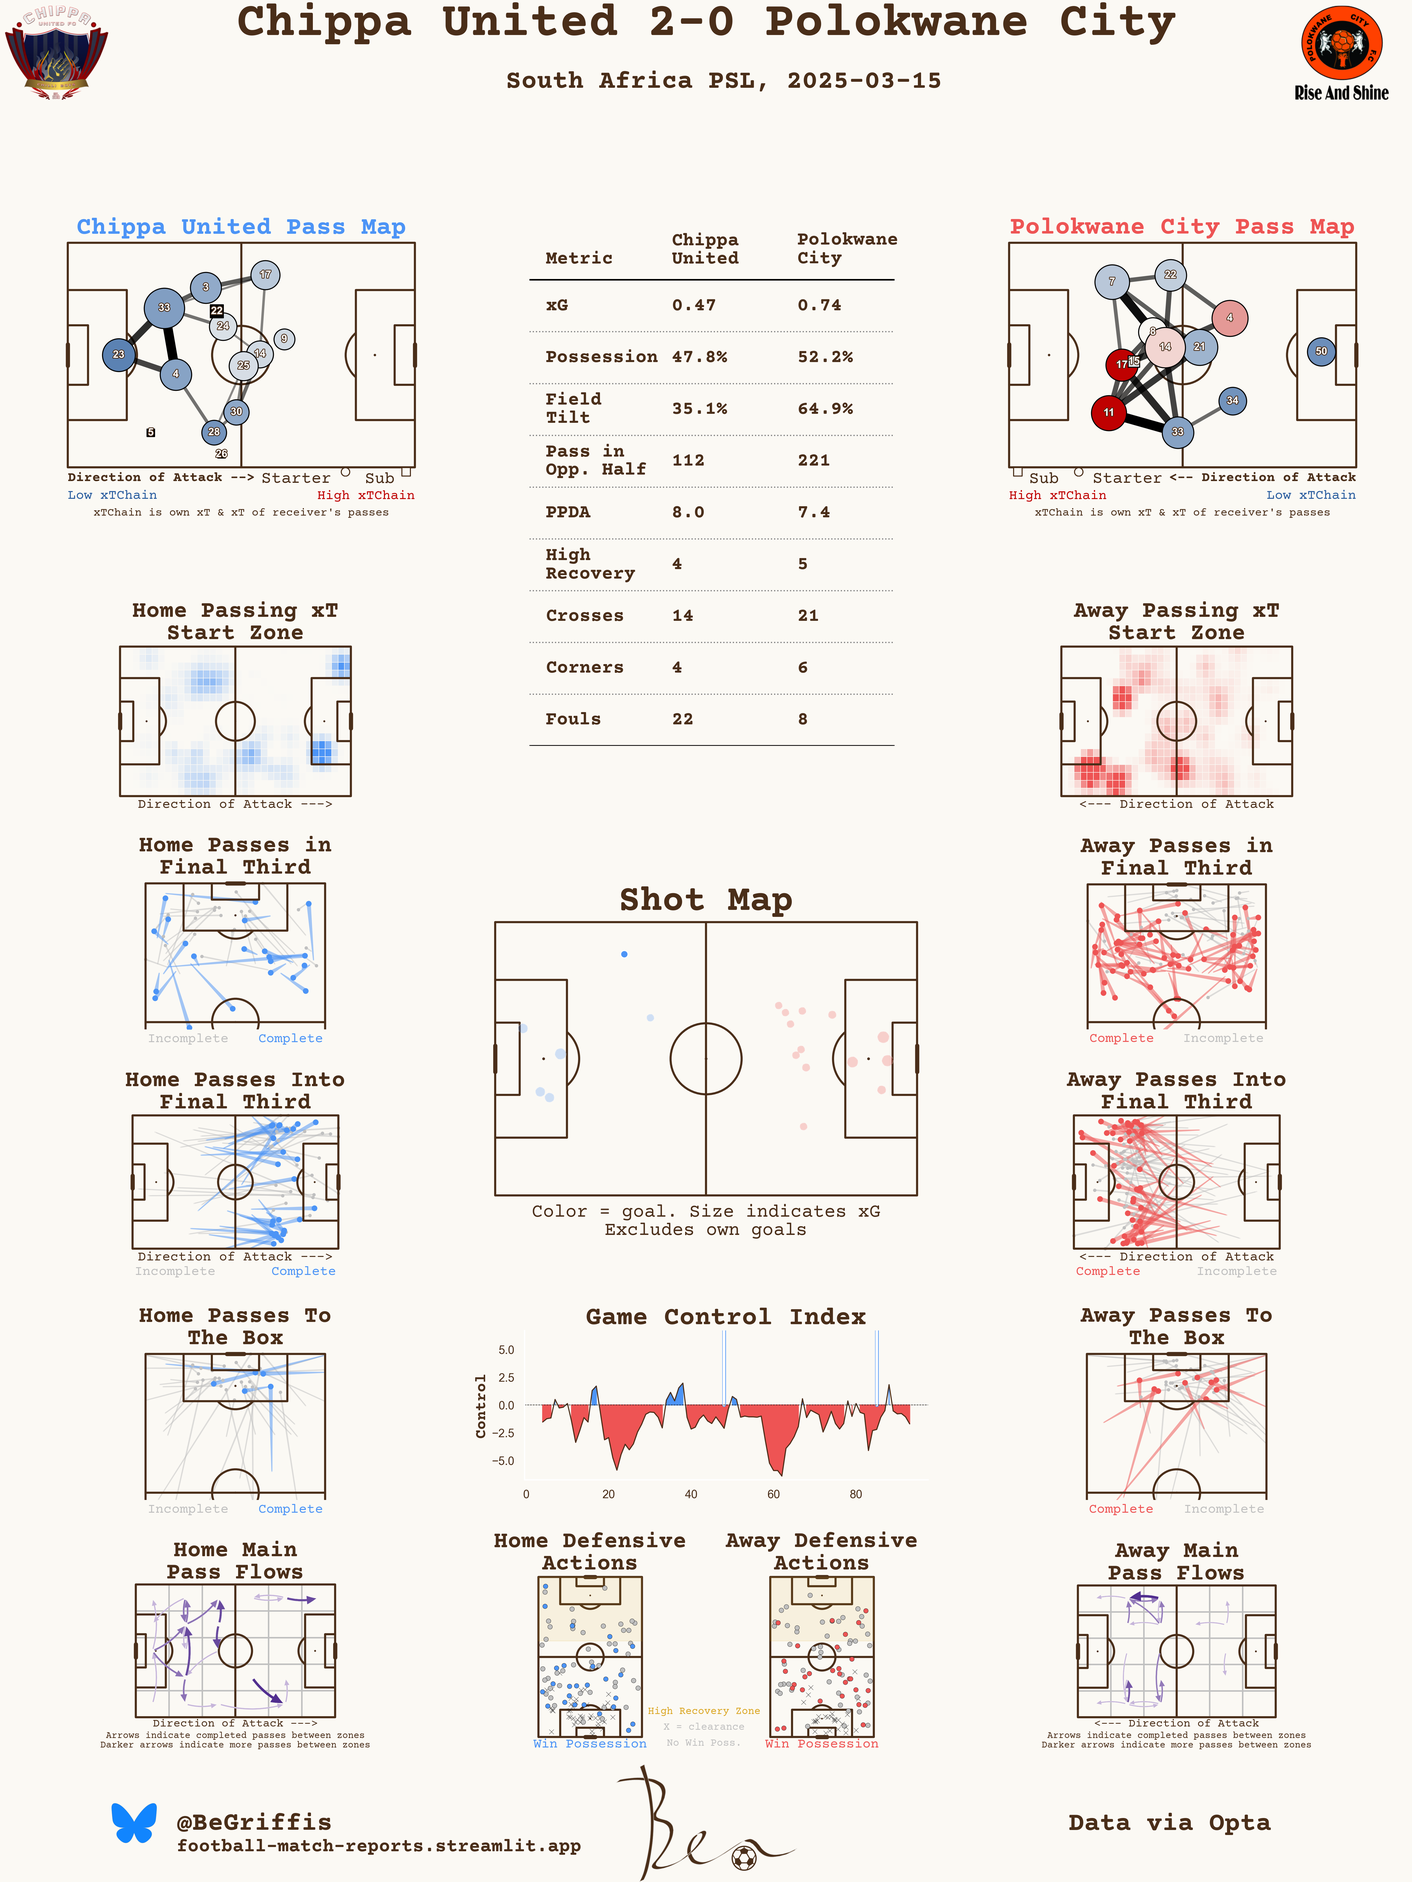 Chippa United 2-0 Polokwane City
South Africa PSL, 2025-03-15
CHIPPA
UNITED FC
POLOKWANE CITY F.C
Rise And Shine
Chippa United Pass Map
3
17
33
22
24
9
23
14
25
4
30
5
28
26
Direction of Attack --> Starter Sub
Low xTChain High xTChain
xTChain is own xT & xT of receiver's passes
Metric Chippa United Polokwane City
xG 0.47 0.74
Possession 47.8% 52.2%
Field Tilt 35.1% 64.9%
Pass in Opp. Half 112 221
PPDA 8.0 7.4
High Recovery 4 5
Crosses 14 21
Corners 4 6
Fouls 22 8
Polokwane City Pass Map
7
22
4
8
14
21
50
17
15
11
34
33
Sub Starter <-- Direction of Attack
High xTChain Low xTChain
xTChain is own xT & xT of receiver's passes
Home Passing xT
Start Zone
Direction of Attack --->
Away Passing xT
Start Zone
<--- Direction of Attack
Home Passes in
Final Third
Incomplete Complete
Away Passes in
Final Third
Complete Incomplete
Shot Map
Color = goal. Size indicates xG
Excludes own goals
Home Passes Into
Final Third
Direction of Attack --->
Incomplete Complete
Away Passes Into
Final Third
<--- Direction of Attack
Complete Incomplete
Home Passes To
The Box
Incomplete Complete
Game Control Index
Control
5.0
2.5
0.0
−2.5
−5.0
0 20 40 60 80
Away Passes To
The Box
Complete Incomplete
Home Main
Pass Flows
Direction of Attack --->
Arrows indicate completed passes between zones
Darker arrows indicate more passes between zones
Home Defensive
Actions
Win Possession
High Recovery Zone
X = clearance
No Win Poss.
Away Defensive
Actions
Win Possession
Away Main
Pass Flows
<--- Direction of Attack
Arrows indicate completed passes between zones
Darker arrows indicate more passes between zones
@BeGriffis
football-match-reports.streamlit.app
Ben
Data via Opta